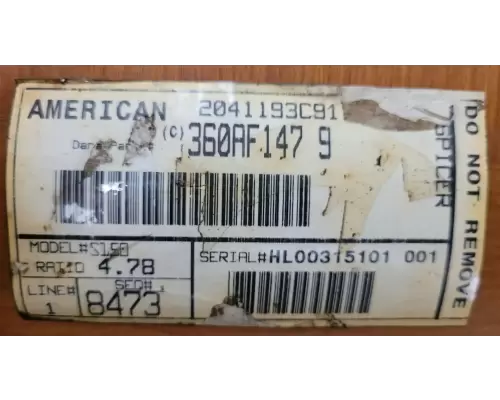 AMERICAN 2041193C91
(C) 360AF147 9
SPICER
DO NOT REMOVE
MODEL# S190
RATIO 4.78
SERIAL#HL00315101 001
LINE# SEQ#
1 8473